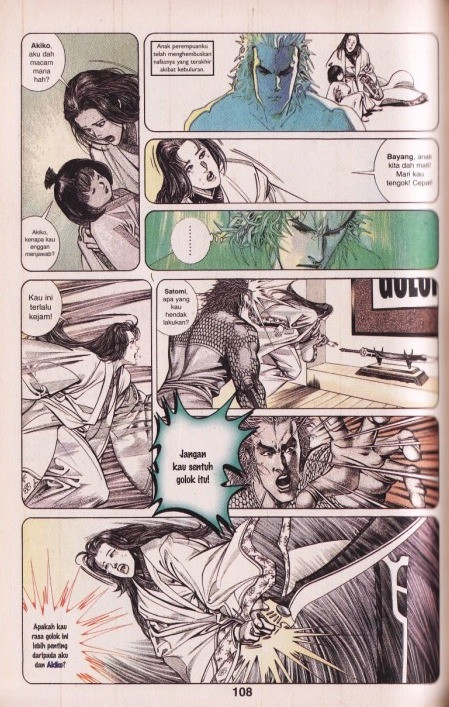 Akiko,
aku dah
macam
mana
hah?
Akiko,
kenapa kau
enggan
menjawab?
Anak perempuanku
telah menghembuskan
nafasnya yang terakhir
akibat kebuluran.
Bayang, anak
kita dah mati!
Mari kau
tengok! Cepat!
.........
Kau ini
terlalu
kejam!
Satomi,
apa yang
kau
hendak
lakukan?
Jangan
kau sentuh
golok itu!
Apakah kau
rasa golok ini
lebih penting
daripada aku
dan Akiko?
108